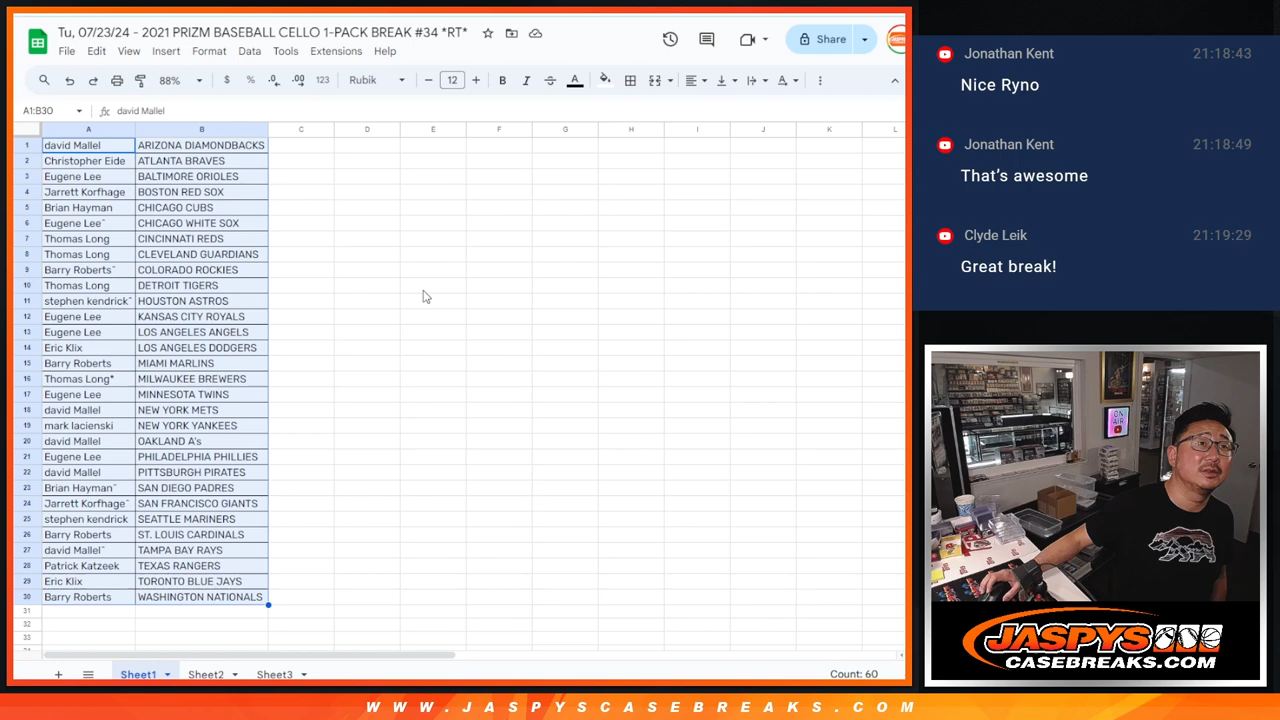 Tu, 07/23/24 - 2021 PRIZM BASEBALL CELLO 1-PACK BREAK #34 *RT*
File Edit View Insert Format Data Tools Extensions Help
Share
88% $ % .0 .00 123 Rubik 12 B I A
A1:B30 fx david Mallel
A B C D E F G H I J K L
1 david Mallel ARIZONA DIAMONDBACKS
2 Christopher Eide ATLANTA BRAVES
3 Eugene Lee BALTIMORE ORIOLES
4 Jarrett Korfhage BOSTON RED SOX
5 Brian Hayman CHICAGO CUBS
6 Eugene Lee^ CHICAGO WHITE SOX
7 Thomas Long CINCINNATI REDS
8 Thomas Long CLEVELAND GUARDIANS
9 Barry Roberts^ COLORADO ROCKIES
10 Thomas Long DETROIT TIGERS
11 stephen kendrick^ HOUSTON ASTROS
12 Eugene Lee KANSAS CITY ROYALS
13 Eugene Lee LOS ANGELES ANGELS
14 Eric Klix LOS ANGELES DODGERS
15 Barry Roberts MIAMI MARLINS
16 Thomas Long* MILWAUKEE BREWERS
17 Eugene Lee MINNESOTA TWINS
18 david Mallel NEW YORK METS
19 mark lacienski NEW YORK YANKEES
20 david Mallel OAKLAND A's
21 Eugene Lee PHILADELPHIA PHILLIES
22 david Mallel PITTSBURGH PIRATES
23 Brian Hayman^ SAN DIEGO PADRES
24 Jarrett Korfhage^ SAN FRANCISCO GIANTS
25 stephen kendrick SEATTLE MARINERS
26 Barry Roberts ST. LOUIS CARDINALS
27 david Mallel^ TAMPA BAY RAYS
28 Patrick Katzeek TEXAS RANGERS
29 Eric Klix TORONTO BLUE JAYS
30 Barry Roberts WASHINGTON NATIONALS
31
32
33
Sheet1 Sheet2 Sheet3 Count: 60
Jonathan Kent 21:18:43
Nice Ryno
Jonathan Kent 21:18:49
That's awesome
Clyde Leik 21:19:29
Great break!
ON AIR
JASPYS
CASEBREAKS.COM
WWW.JASPYSCASEBREAKS.COM